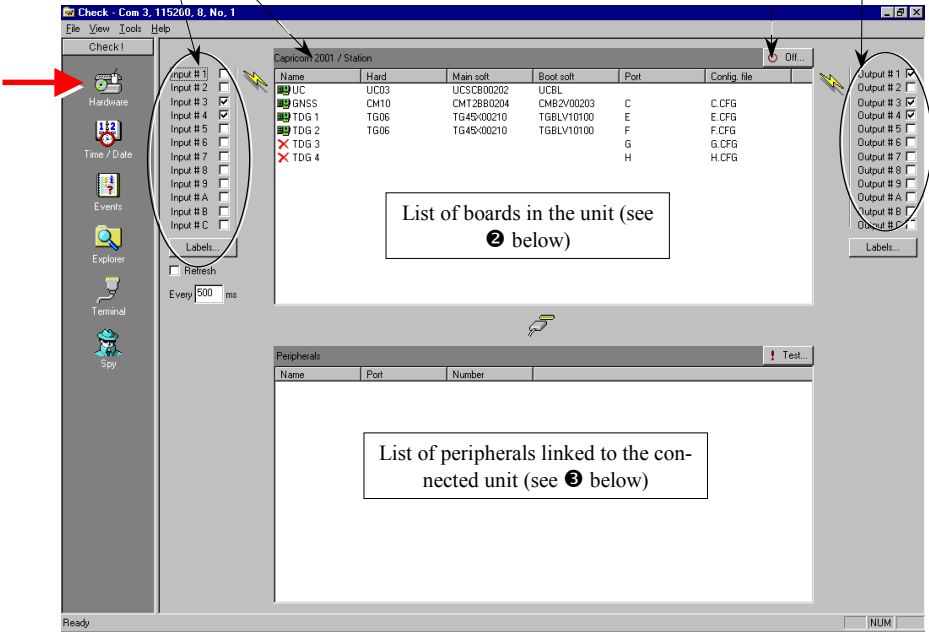 Check - Com 3, 115200, 8, No, 1
File View Tools Help
Check !
Hardware
Time / Date
Events
Explorer
Terminal
Spy
Input # 1
Input # 2
Input # 3
Input # 4
Input # 5
Input # 6
Input # 7
Input # 8
Input # 9
Input # A
Input # B
Input # C
Labels...
Refresh
Every 500 ms
Capricorn 2001 / Station
Off...
Name Hard Main soft Boot soft Port Config. file
UC UC03 UCSCB00202 UCBL
GNSS CM10 CMT2BB0204 CMB2V00203 C C.CFG
TDG 1 TG06 TG45X00210 TGBLV10100 E E.CFG
TDG 2 TG06 TG45X00210 TGBLV10100 F F.CFG
TDG 3 G G.CFG
TDG 4 H H.CFG
List of boards in the unit (see
❷ below)
Peripherals
Test...
Name Port Number
List of peripherals linked to the con-
nected unit (see ❸ below)
Output # 1
Output # 2
Output # 3
Output # 4
Output # 5
Output # 6
Output # 7
Output # 8
Output # 9
Output # A
Output # B
Output # C
Labels...
Ready
NUM